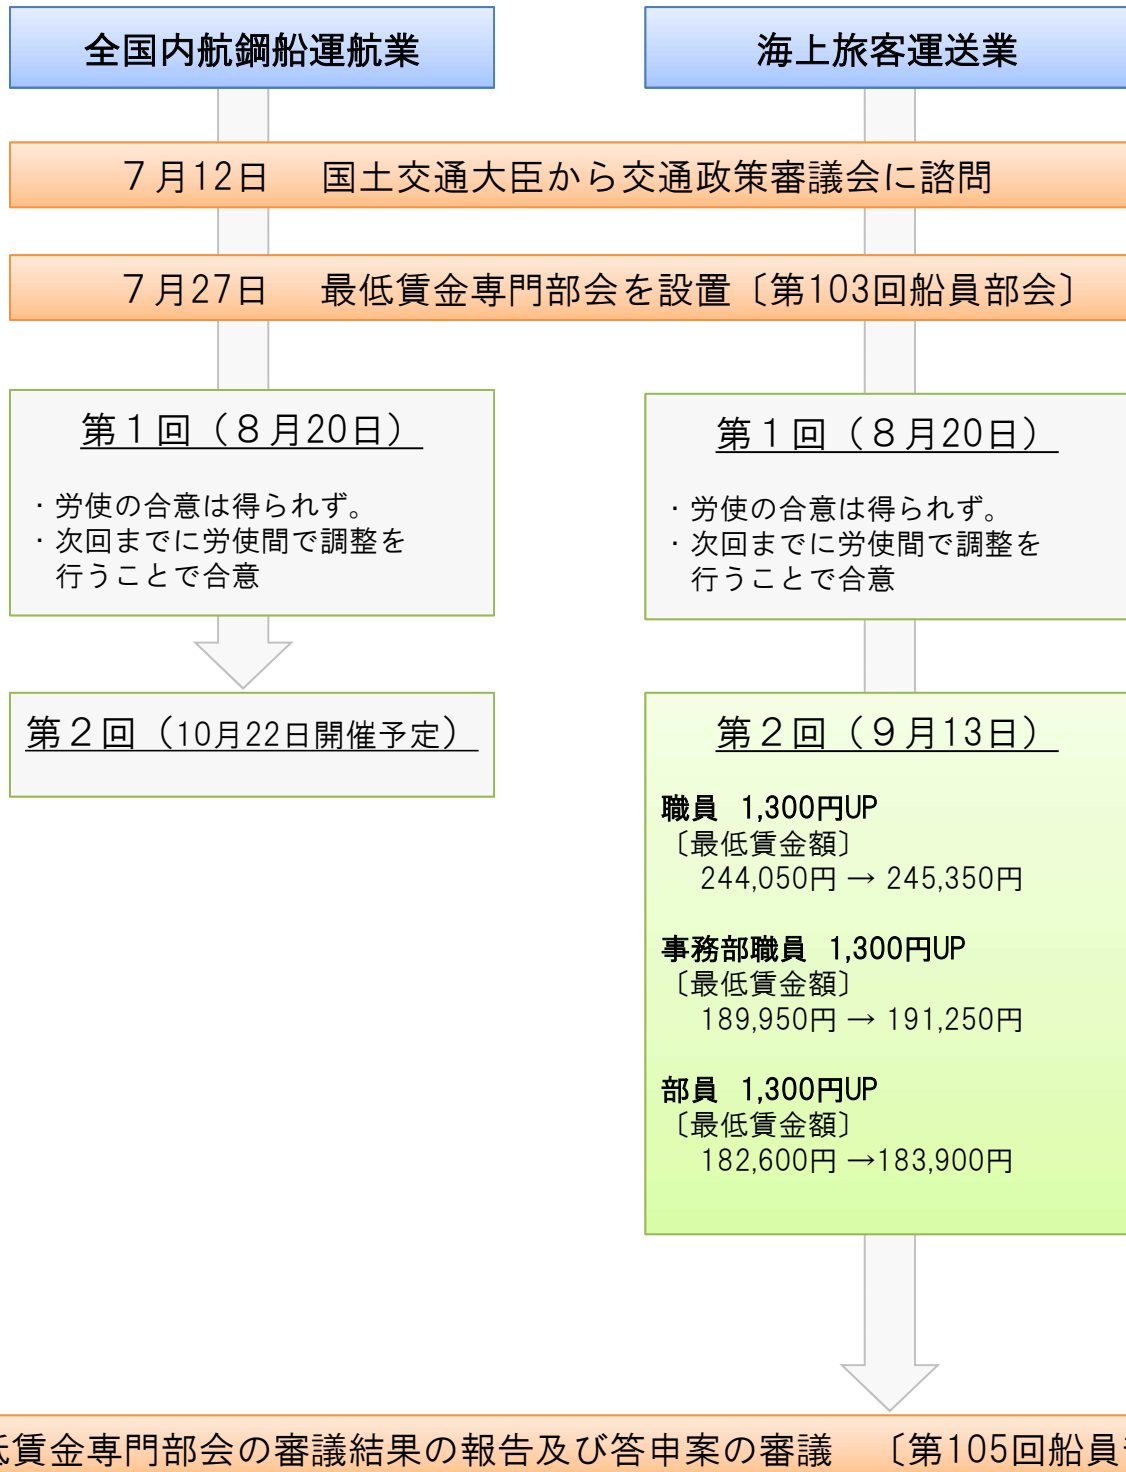 全国内航鋼船運航業
海上旅客運送業
７月12日　国土交通大臣から交通政策審議会に諮問
７月27日　最低賃金専門部会を設置〔第103回船員部会〕
第１回（８月20日）
・労使の合意は得られず。
・次回までに労使間で調整を
行うことで合意
第２回（10月22日開催予定）
第１回（８月20日）
・労使の合意は得られず。
・次回までに労使間で調整を
行うことで合意
第２回（９月13日）
職員　1,300円UP
〔最低賃金額〕
244,050円 → 245,350円
事務部職員　1,300円UP
〔最低賃金額〕
189,950円 → 191,250円
部員　1,300円UP
〔最低賃金額〕
182,600円 →183,900円
賃金専門部会の審議結果の報告及び答申案の審議　〔第105回船員